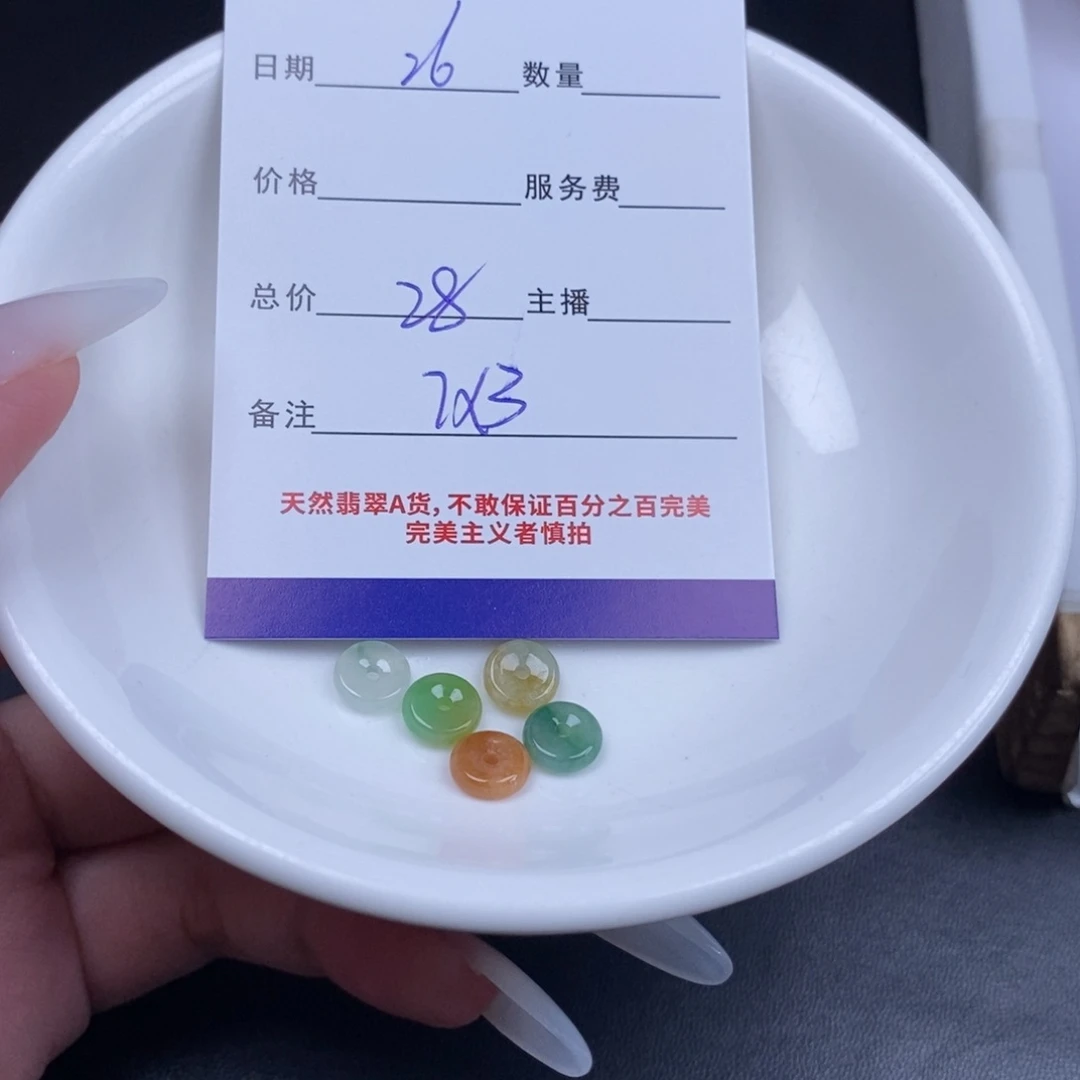 日期 26 数量
价格 服务费
总价 28 主播
备注 7x3
天然翡翠A货,不敢保证百分之百完美
完美主义者慎拍